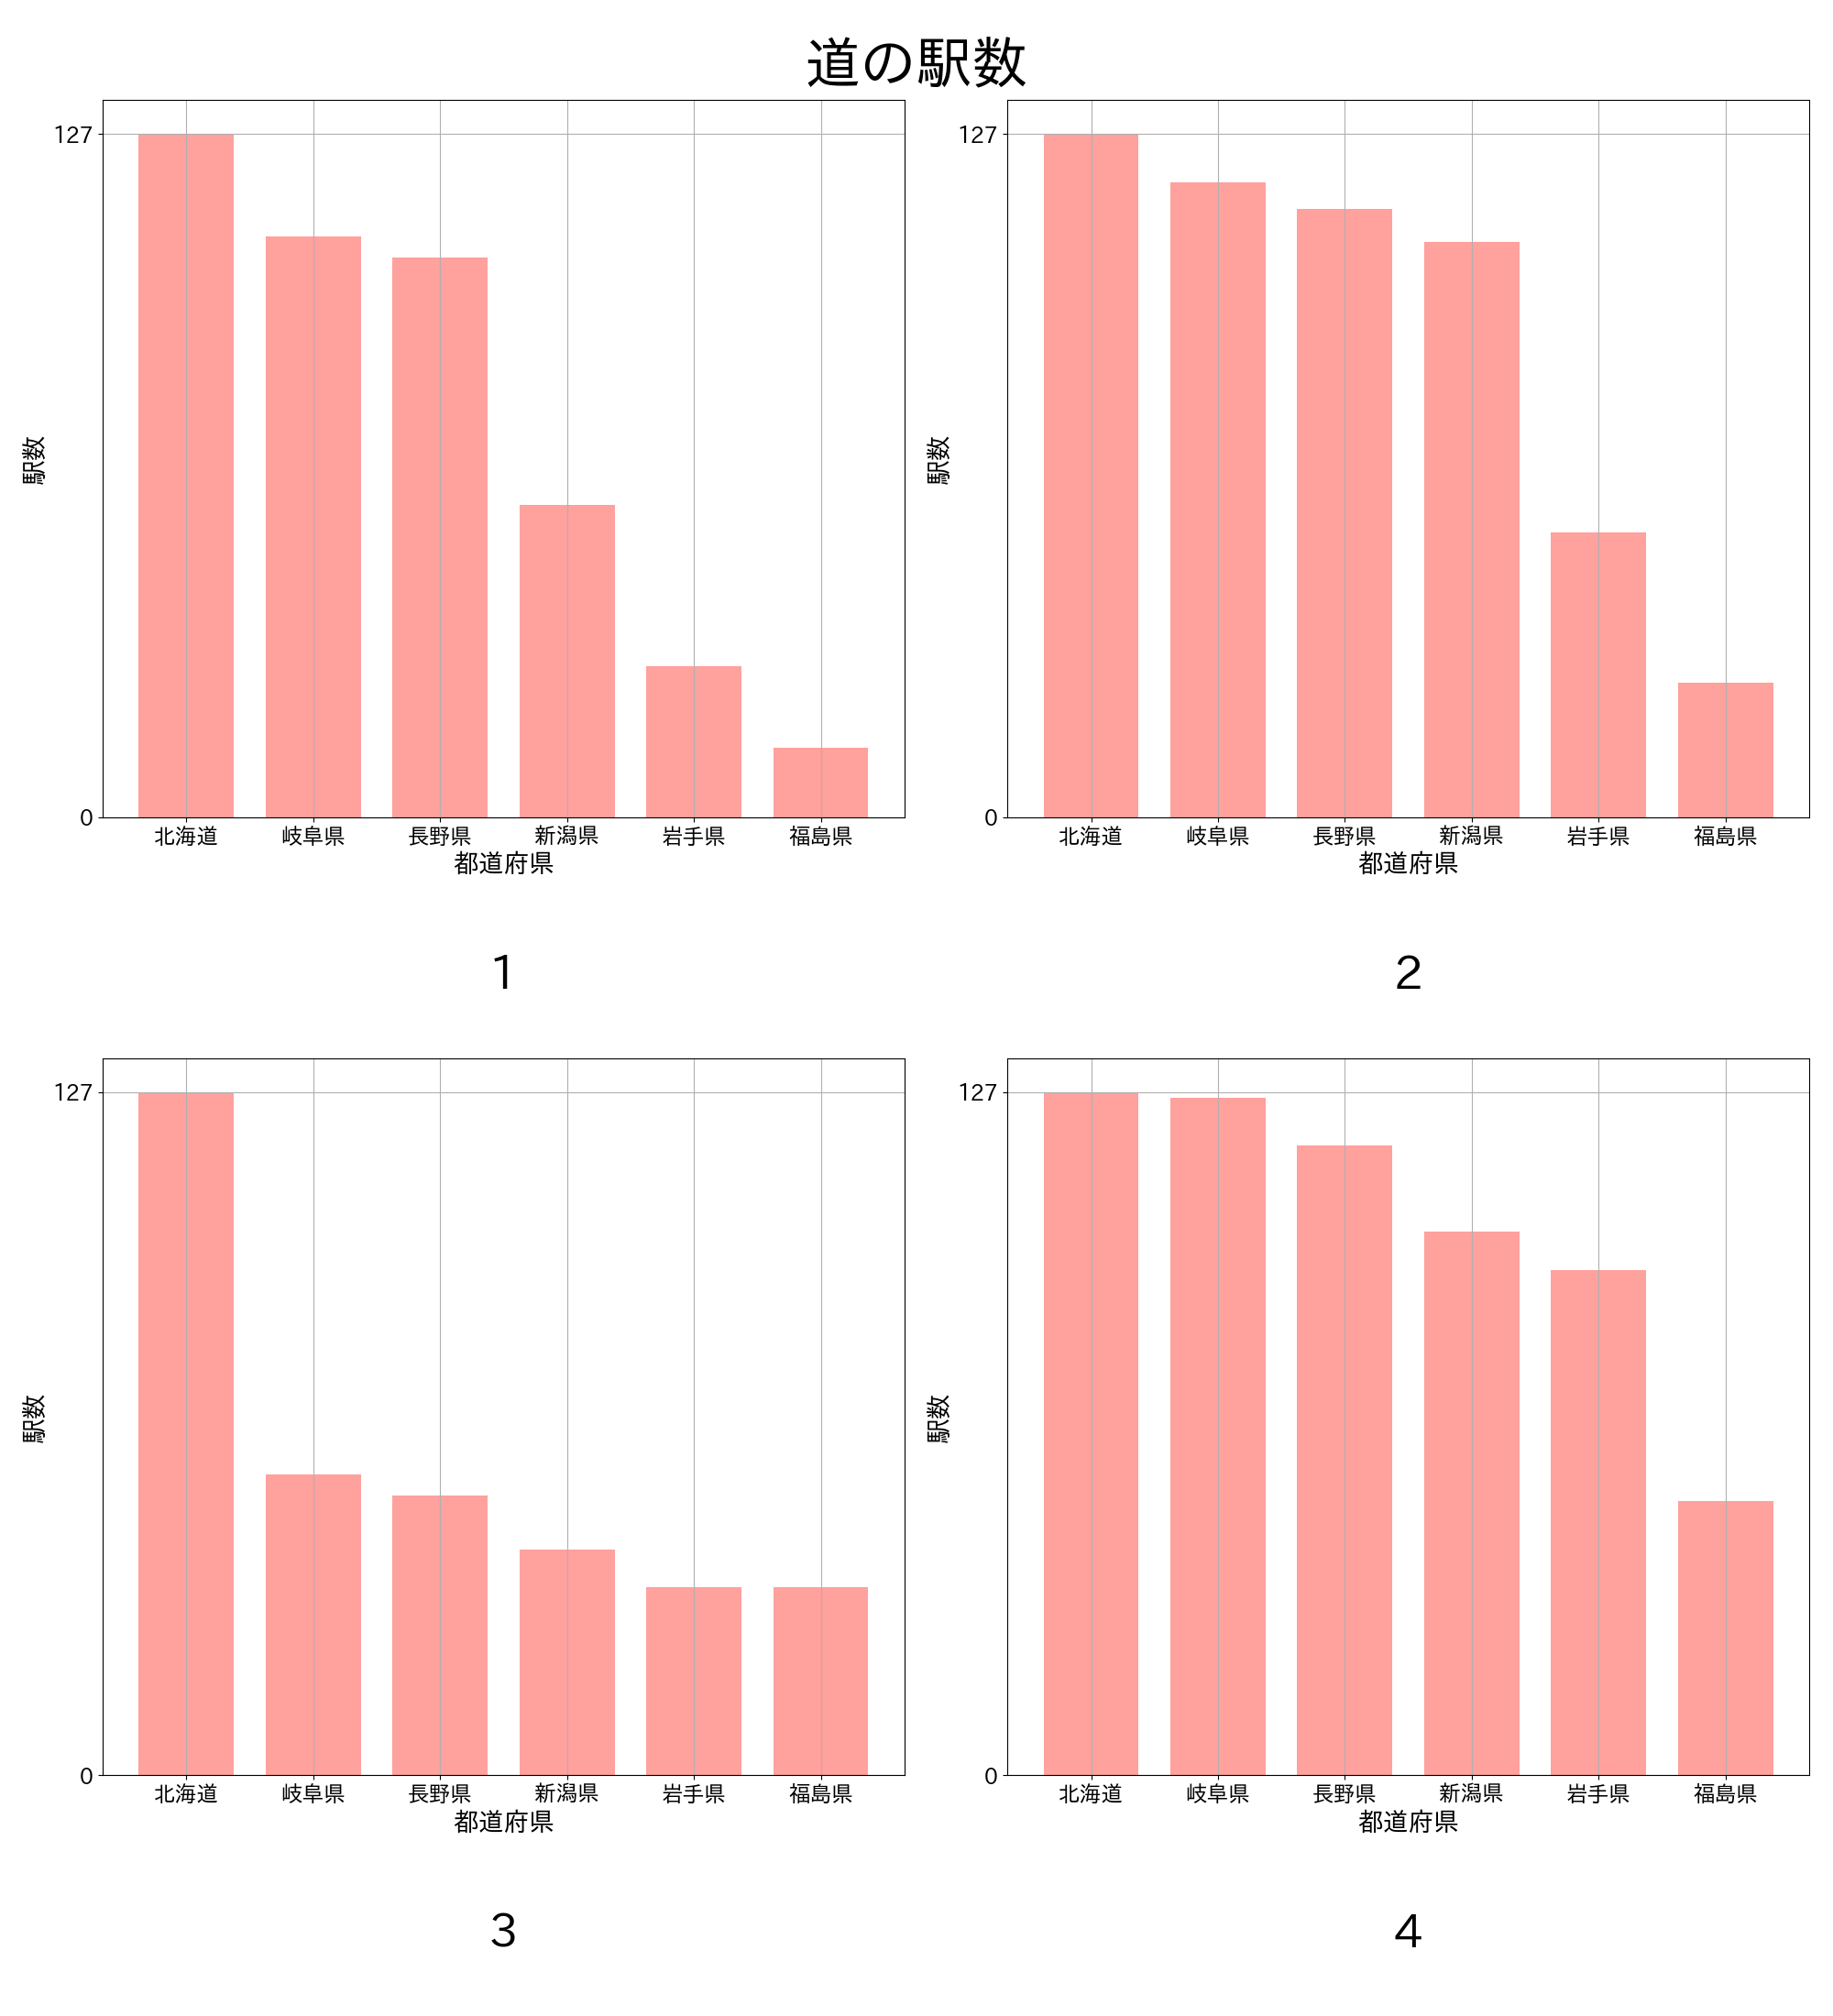 道の駅数
127
駅数
0
北海道 岐阜県 長野県 新潟県 岩手県 福島県
都道府県
1
127
駅数
0
北海道 岐阜県 長野県 新潟県 岩手県 福島県
都道府県
2
127
駅数
0
北海道 岐阜県 長野県 新潟県 岩手県 福島県
都道府県
3
127
駅数
0
北海道 岐阜県 長野県 新潟県 岩手県 福島県
都道府県
4